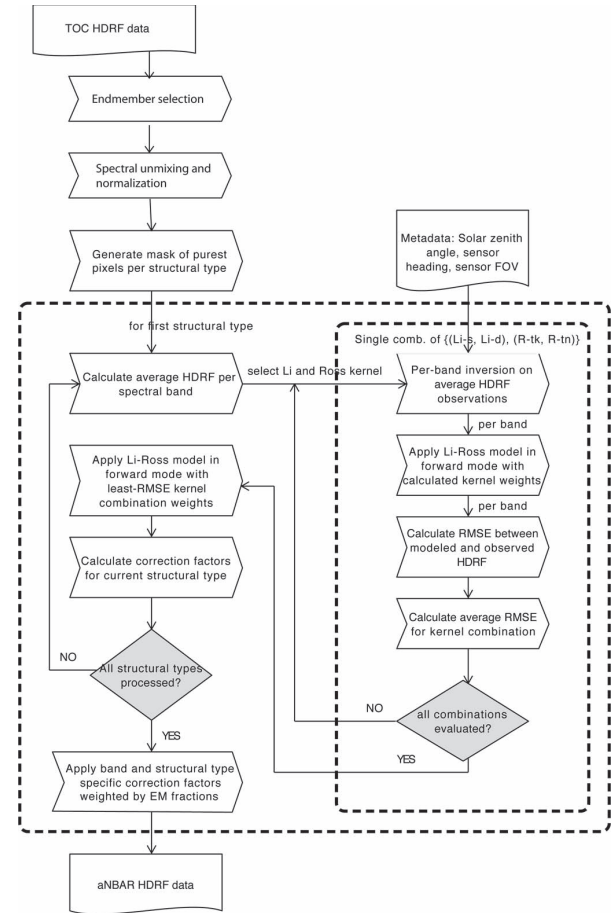 TOC HDRF data
Endmember selection
Spectral unmixing and
normalization
Generate mask of purest
pixels per structural type
Metadata: Solar zenith
angle, sensor
heading, sensor FOV
for first structural type
Single comb. of {(Li-s, Li-d), (R-tk, R-tn)}
Calculate average HDRF per
spectral band
select Li and Ross kernel
Per-band inversion on
average HDRF
observations
per band
Apply Li-Ross model in
forward mode with
calculated kernel weights
per band
Calculate RMSE between
modeled and observed
HDRF
Calculate average RMSE
for kernel combination
all combinations
evaluated?
NO
YES
Apply Li-Ross model in
forward mode with
least-RMSE kernel
combination weights
Calculate correction factors
for current structural type
All structural types
processed?
NO
YES
Apply band and structural type
specific correction factors
weighted by EM fractions
aNBAR HDRF data